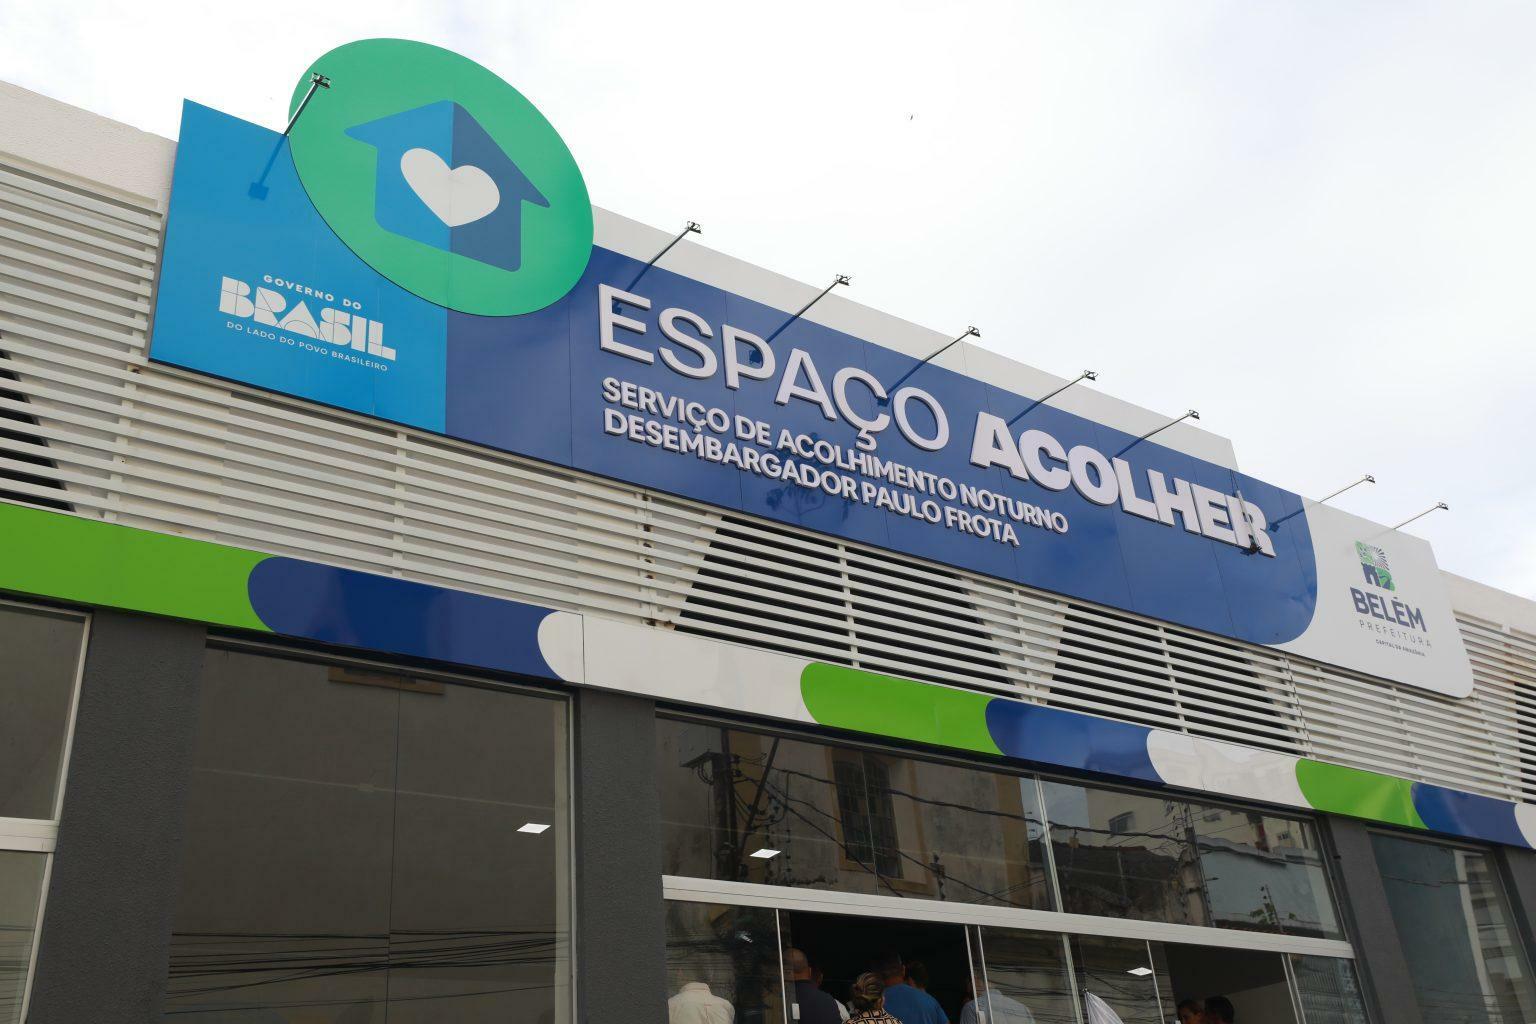 GOVERNO DO
BRASIL
DO LADO DO POVO BRASILEIRO
ESPAÇO ACOLHER
SERVIÇO DE ACOLHIMENTO NOTURNO
DESEMBARGADOR PAULO FROTA
BELÉM
PREFEITURA
CAPITAL DA AMAZÔNIA